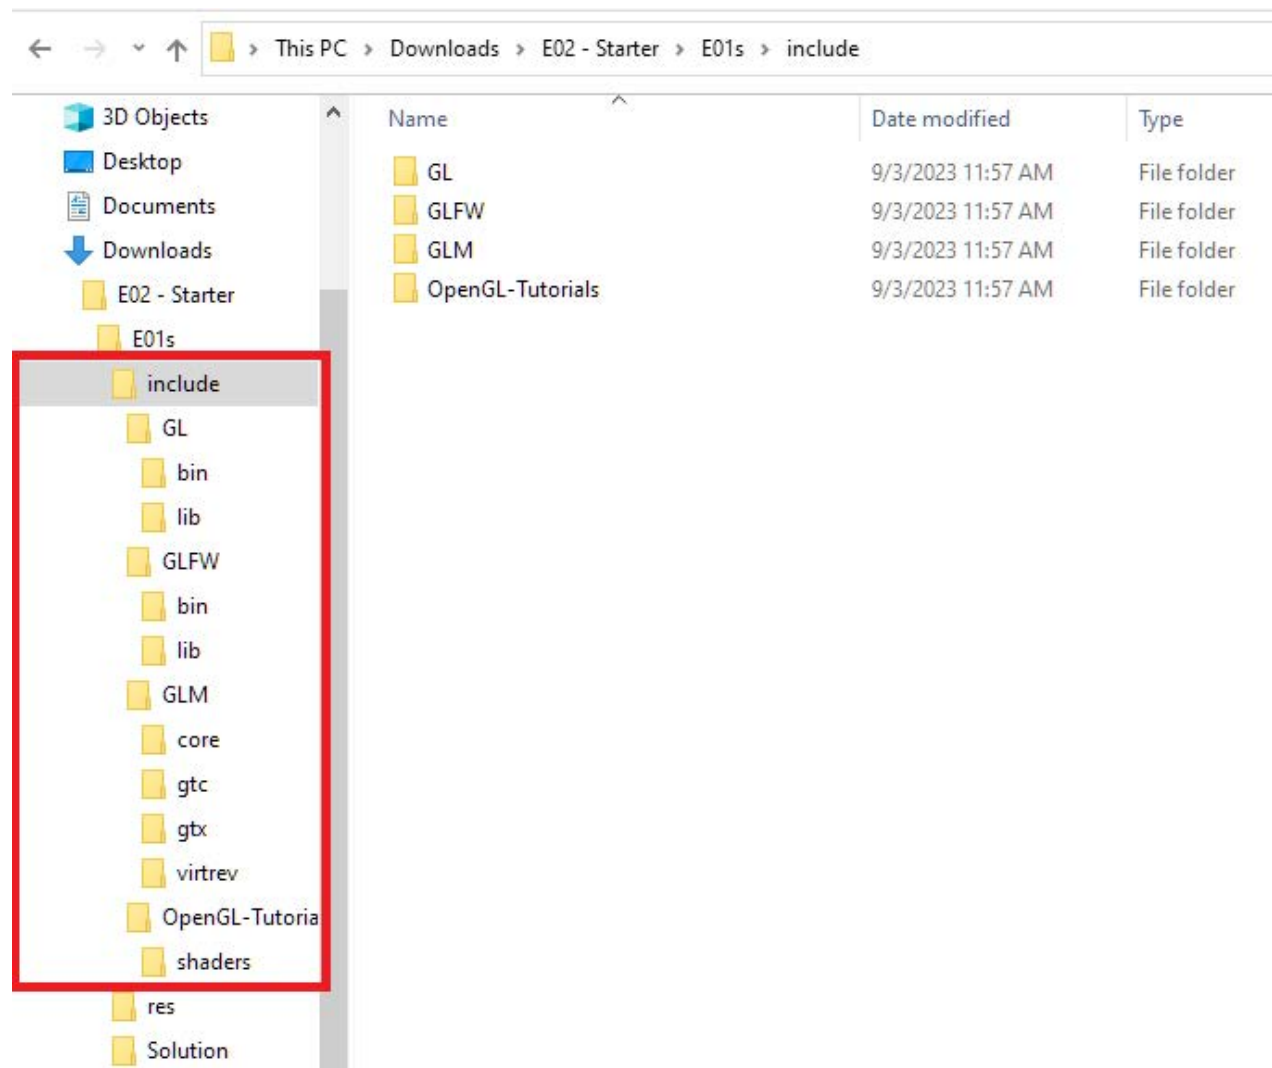 This PC > Downloads > E02 - Starter > E01s > include
3D Objects
Desktop
Documents
Downloads
E02 - Starter
E01s
include
GL
bin
lib
GLFW
bin
lib
GLM
core
gtc
gtx
virtrev
OpenGL-Tutoria
shaders
res
Solution
Name Date modified Type
GL 9/3/2023 11:57 AM File folder
GLFW 9/3/2023 11:57 AM File folder
GLM 9/3/2023 11:57 AM File folder
OpenGL-Tutorials 9/3/2023 11:57 AM File folder